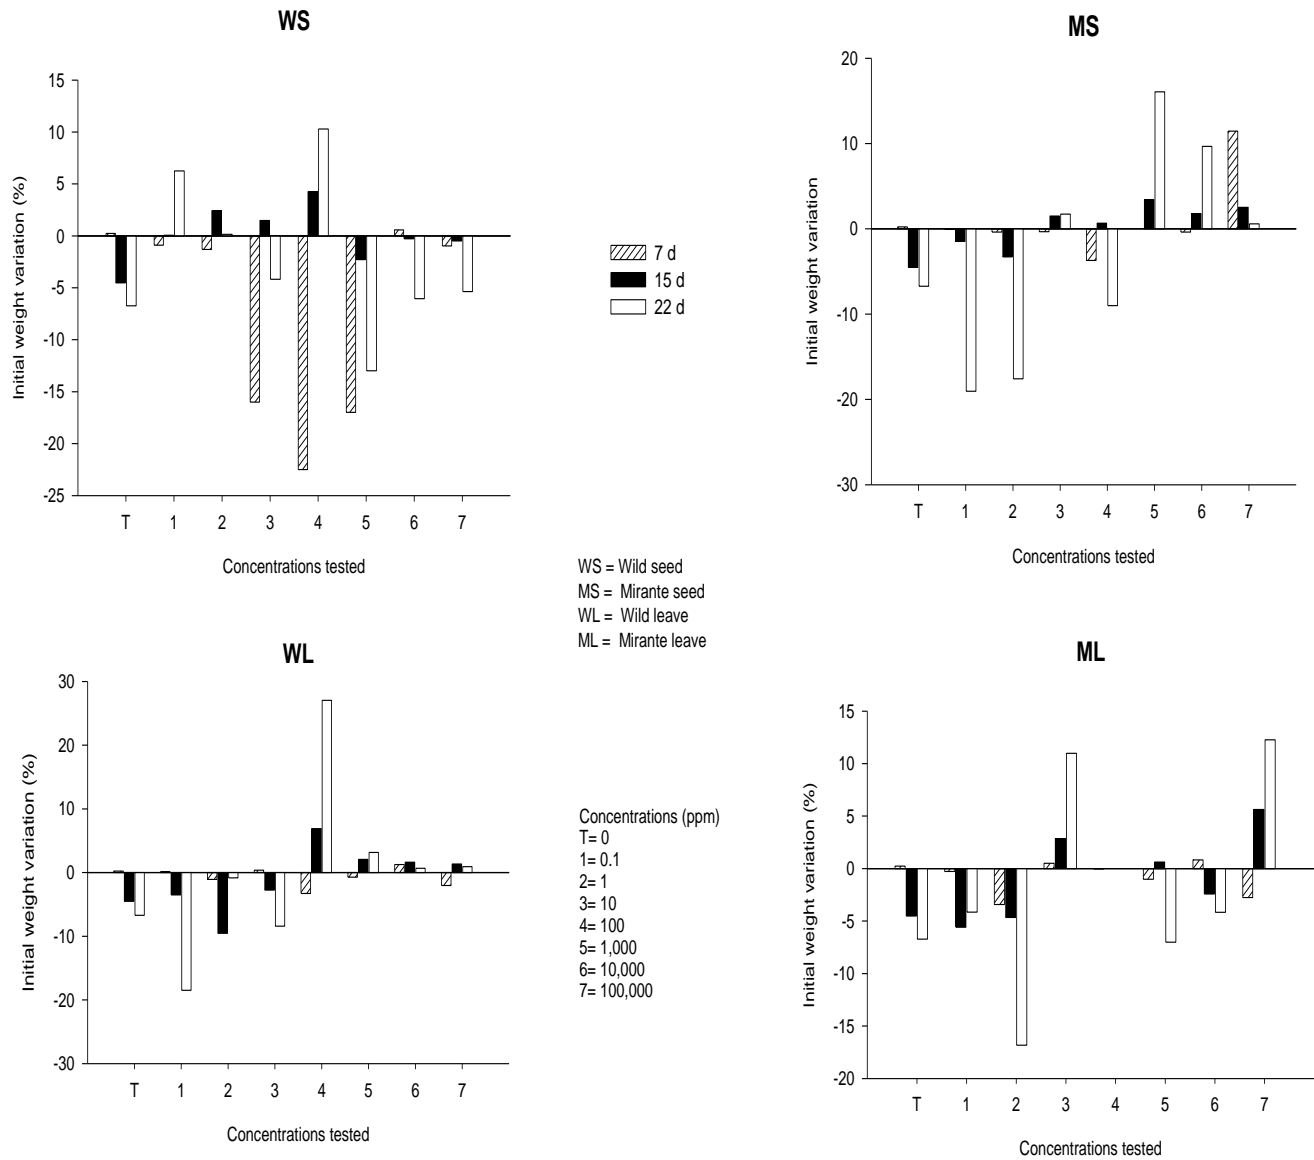 WS
15
10
5
0
-5
-10
-15
-20
-25
Initial weight variation (%)
T 1 2 3 4 5 6 7
Concentrations tested
7 d
15 d
22 d
MS
20
10
0
-10
-20
-30
Initial weight variation
T 1 2 3 4 5 6 7
Concentrations tested
WS = Wild seed
MS = Mirante seed
WL = Wild leave
ML = Mirante leave
WL
30
20
10
0
-10
-20
-30
Initial weight variation (%)
T 1 2 3 4 5 6 7
Concentrations tested
Concentrations (ppm)
T= 0
1= 0.1
2= 1
3= 10
4= 100
5= 1,000
6= 10,000
7= 100,000
ML
15
10
5
0
-5
-10
-15
-20
Initial weight variation (%)
T 1 2 3 4 5 6 7
Concentrations tested